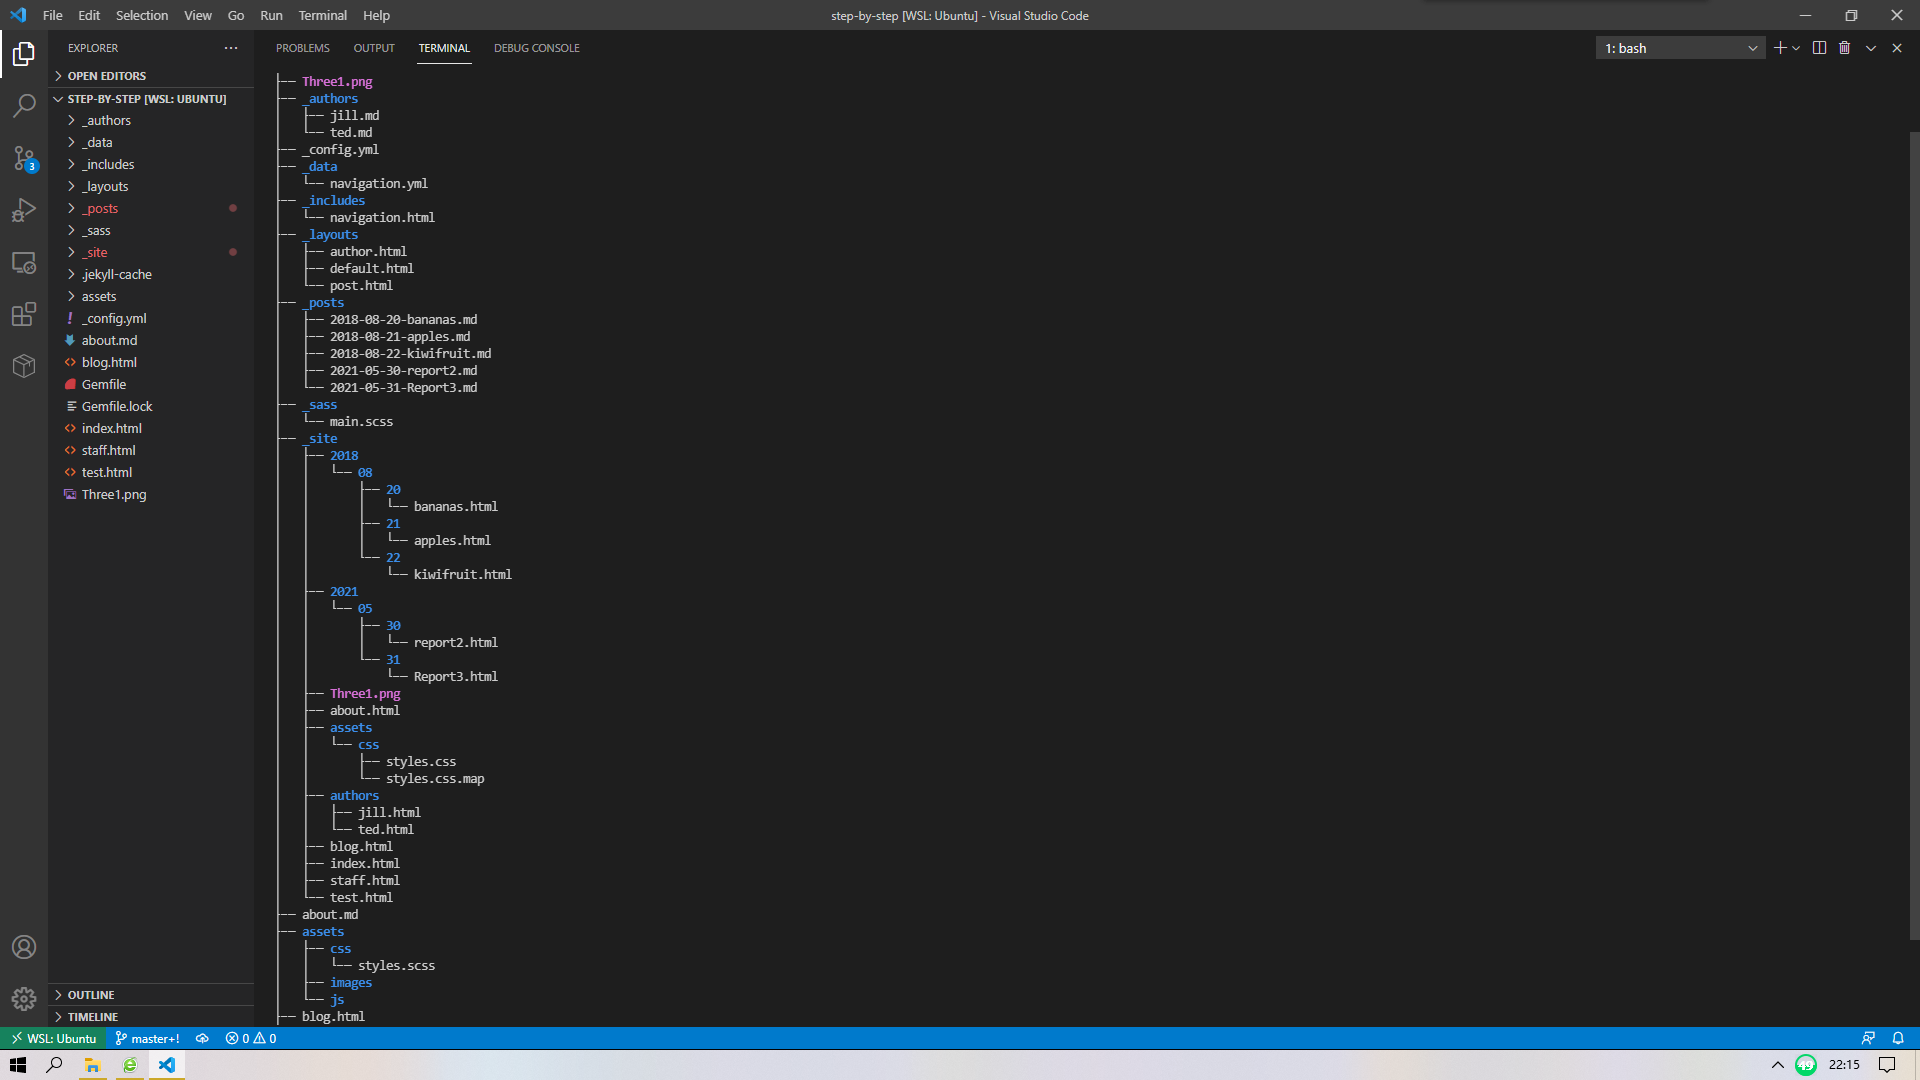 File Edit Selection View Go Run Terminal Help
step-by-step [WSL: Ubuntu] - Visual Studio Code
EXPLORER
OPEN EDITORS
STEP-BY-STEP [WSL: UBUNTU]
_authors
_data
_includes
_layouts
_posts
_sass
_site
.jekyll-cache
assets
_config.yml
about.md
blog.html
Gemfile
Gemfile.lock
index.html
staff.html
test.html
Three1.png
OUTLINE
TIMELINE
3
PROBLEMS OUTPUT TERMINAL DEBUG CONSOLE
1: bash
├── Three1.png
├── _authors
│   ├── jill.md
│   └── ted.md
├── _config.yml
├── _data
│   └── navigation.yml
├── _includes
│   └── navigation.html
├── _layouts
│   ├── author.html
│   ├── default.html
│   └── post.html
├── _posts
│   ├── 2018-08-20-bananas.md
│   ├── 2018-08-21-apples.md
│   ├── 2018-08-22-kiwifruit.md
│   ├── 2021-05-30-report2.md
│   └── 2021-05-31-Report3.md
├── _sass
│   └── main.scss
├── _site
│   ├── 2018
│   │   └── 08
│   │       ├── 20
│   │       │   └── bananas.html
│   │       ├── 21
│   │       │   └── apples.html
│   │       └── 22
│   │           └── kiwifruit.html
│   ├── 2021
│   │   └── 05
│   │       ├── 30
│   │       │   └── report2.html
│   │       └── 31
│   │           └── Report3.html
│   ├── Three1.png
│   ├── about.html
│   ├── assets
│   │   └── css
│   │       ├── styles.css
│   │       └── styles.css.map
│   ├── authors
│   │   ├── jill.html
│   │   └── ted.html
│   ├── blog.html
│   ├── index.html
│   ├── staff.html
│   └── test.html
├── about.md
├── assets
│   ├── css
│   │   └── styles.scss
│   ├── images
│   └── js
├── blog.html
WSL: Ubuntu master+! 0 0
49 22:15